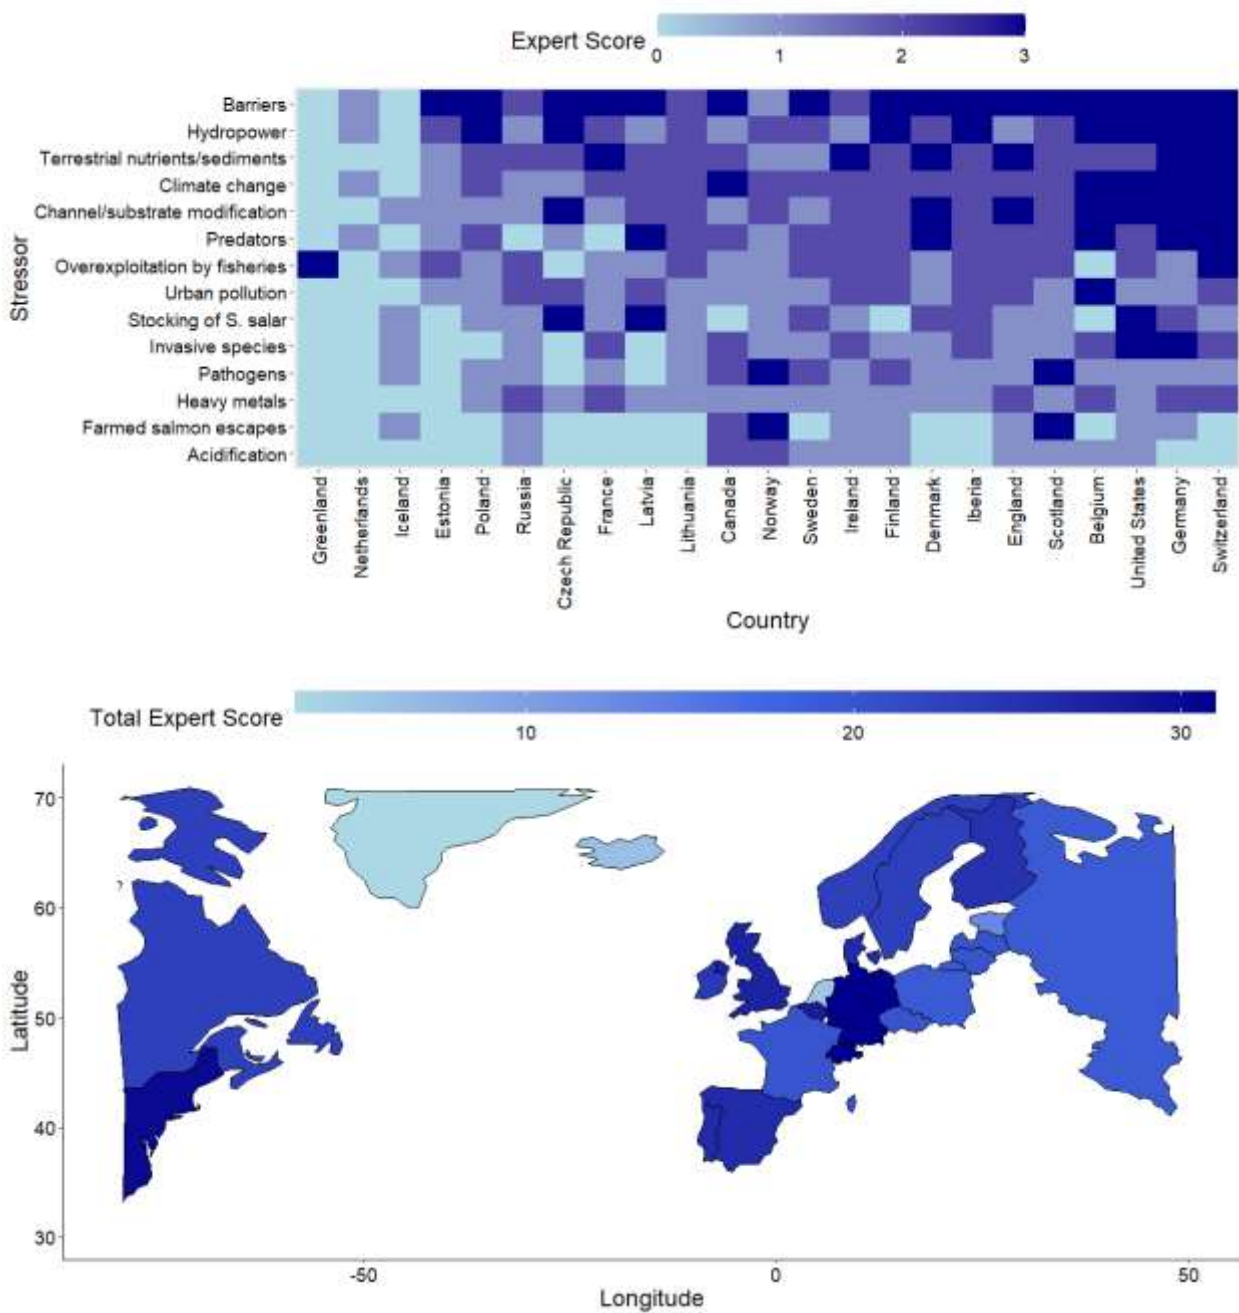 Expert Score
0 1 2 3
Stressor
Barriers
Hydropower
Terrestrial nutrients/sediments
Climate change
Channel/substrate modification
Predators
Overexploitation by fisheries
Urban pollution
Stocking of S. salar
Invasive species
Pathogens
Heavy metals
Farmed salmon escapes
Acidification
Greenland
Netherlands
Iceland
Estonia
Poland
Russia
Czech Republic
France
Latvia
Lithuania
Canada
Norway
Sweden
Ireland
Finland
Denmark
Iberia
England
Scotland
Belgium
United States
Germany
Switzerland
Country
Total Expert Score
10 20 30
Latitude
70
60
50
40
30
-50 0 50
Longitude